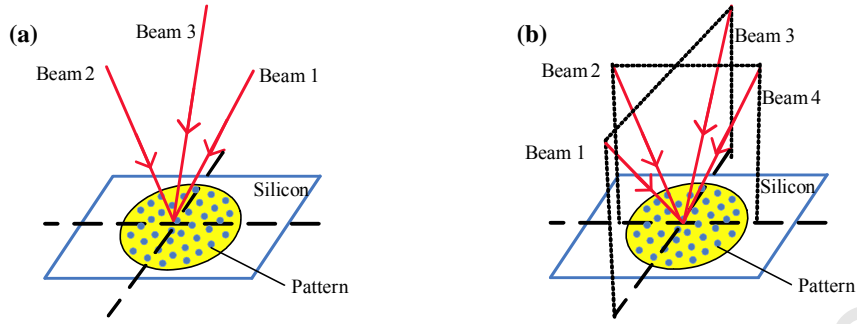 (a)
Beam 3
Beam 2
Beam 1
Silicon
Pattern
(b)
Beam 3
Beam 2
Beam 4
Beam 1
Silicon
Pattern